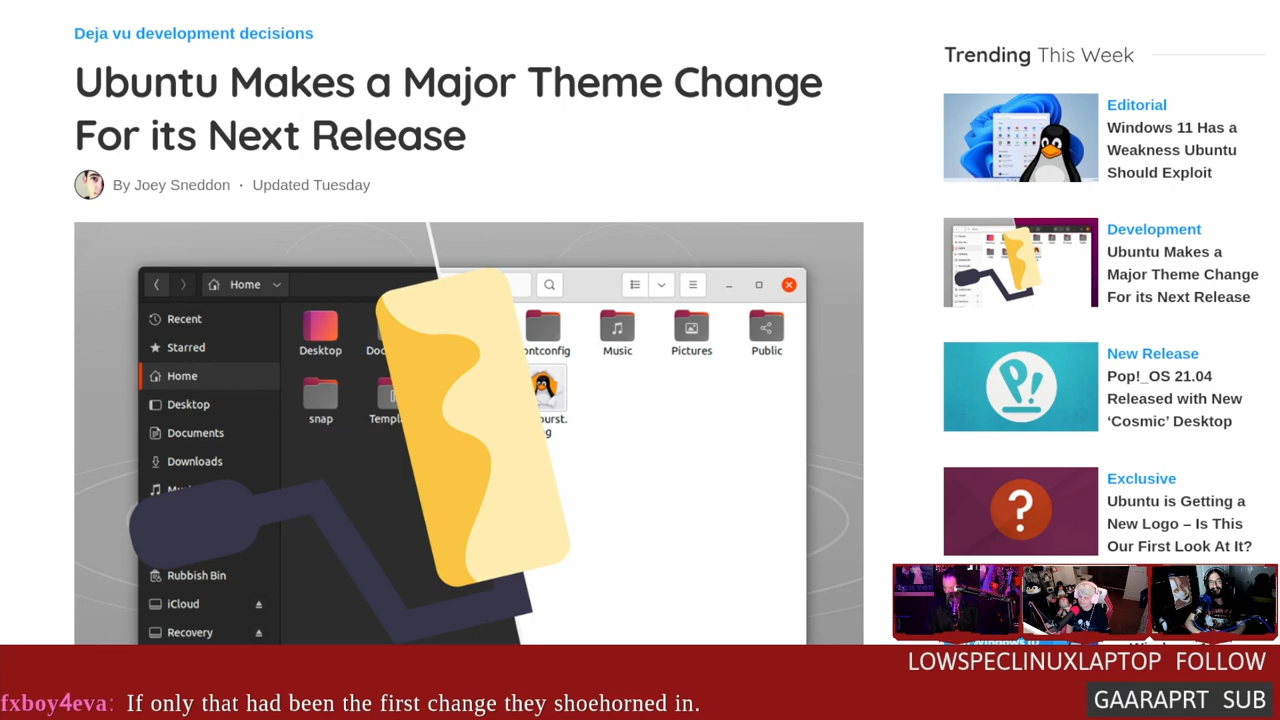 Deja vu development decisions
Ubuntu Makes a Major Theme Change
For its Next Release
By Joey Sneddon · Updated Tuesday
Home
Recent
Starred
Home
Desktop
Documents
Downloads
Rubbish Bin
iCloud
Recovery
Desktop
ontconfig
Music
Pictures
Public
snap
Templ
urst.
Trending This Week
Editorial
Windows 11 Has a
Weakness Ubuntu
Should Exploit
Development
Ubuntu Makes a
Major Theme Change
For its Next Release
New Release
Pop!_OS 21.04
Released with New
‘Cosmic’ Desktop
Exclusive
Ubuntu is Getting a
New Logo – Is This
Our First Look At It?
LOWSPECLINUXLAPTOP FOLLOW
fxboy4eva: If only that had been the first change they shoehorned in.
GAARAPRT SUB